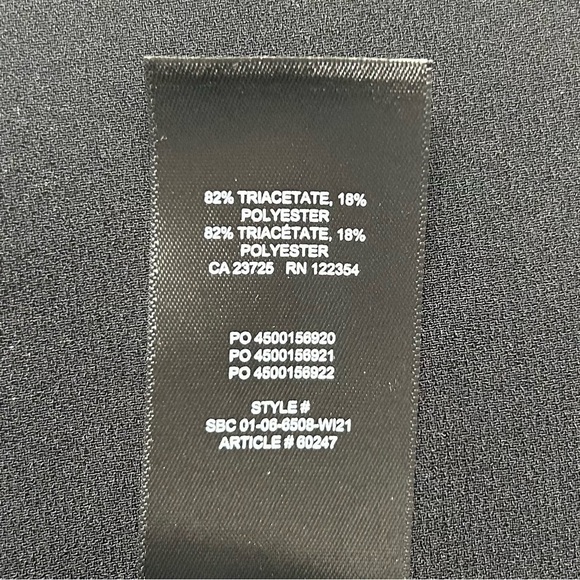 82% TRIACETATE, 18%
POLYESTER
82% TRIACÉTATE, 18%
POLYESTER
CA 23725 RN 122354
PO 4500156920
PO 4500156921
PO 4500156922
STYLE #
SBC 01-06-6508-WI21
ARTICLE # 60247